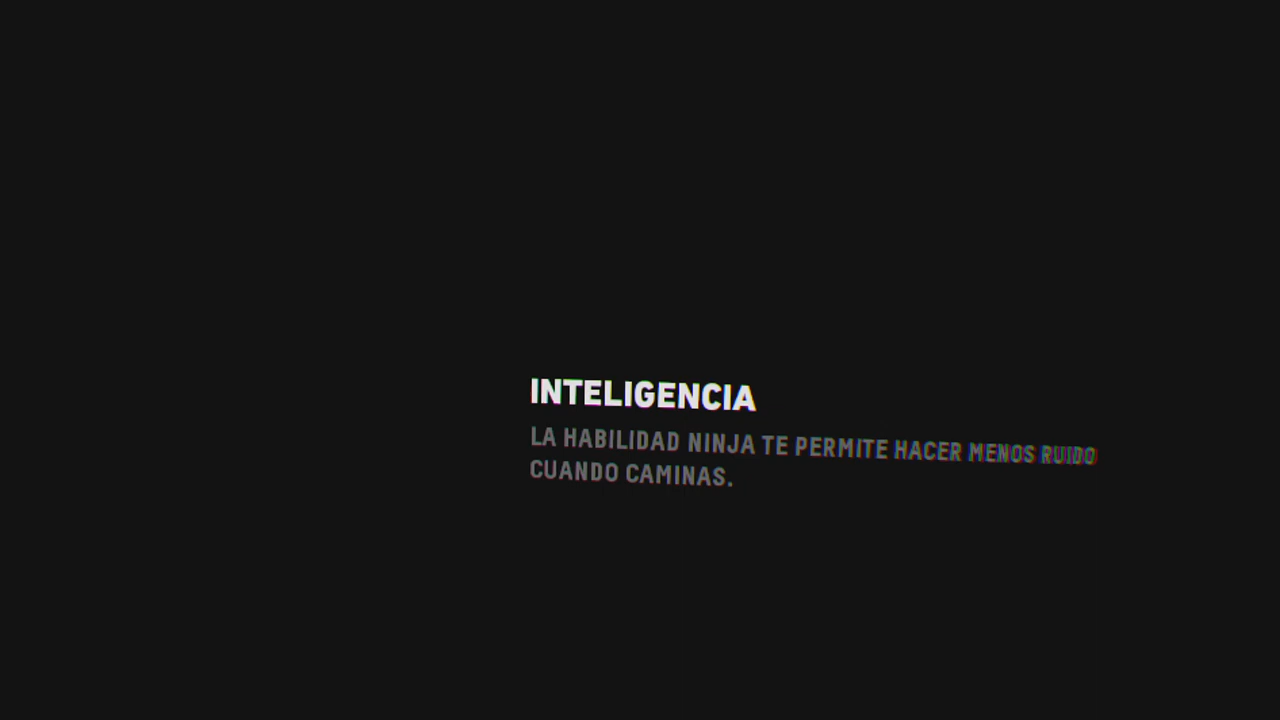 INTELIGENCIA
LA HABILIDAD NINJA TE PERMITE HACER MENOS RUIDO
CUANDO CAMINAS.